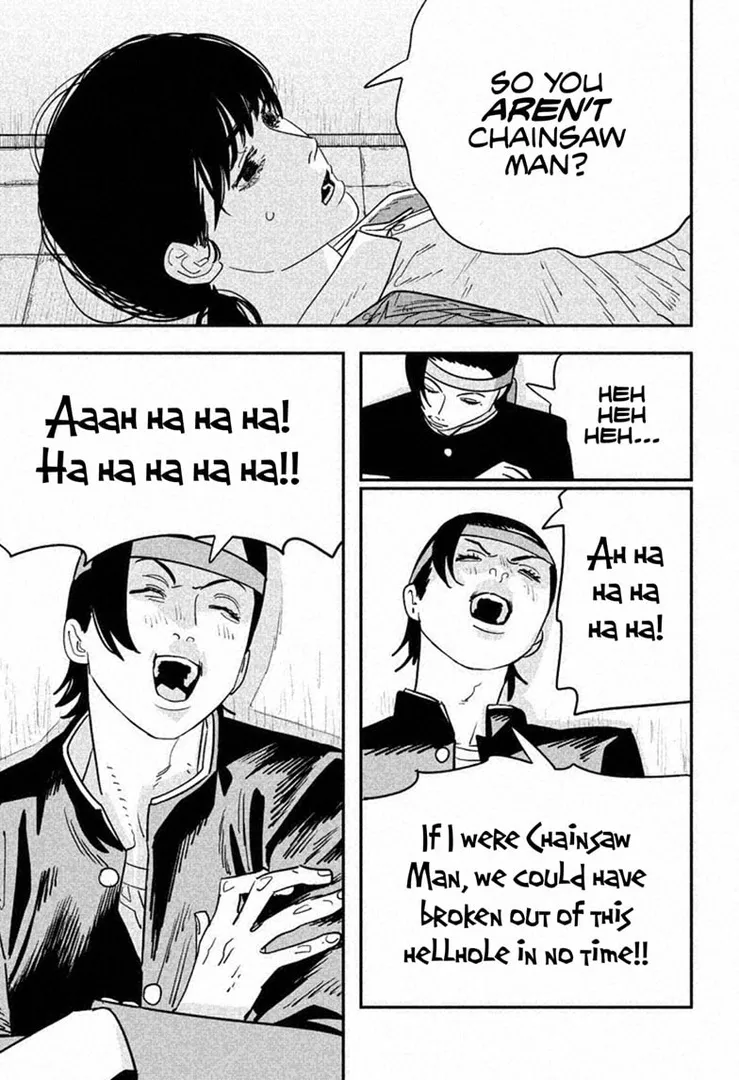 SO YOU
AREN'T
CHAINSAW
MAN?
HEH
HEH
HEH...
AH HA
HA HA
HA HA!
If I were Chainsaw
Man, we could have
broken out of this
hellhole in no time!!
Aaah ha ha ha!
Ha ha ha ha ha!!